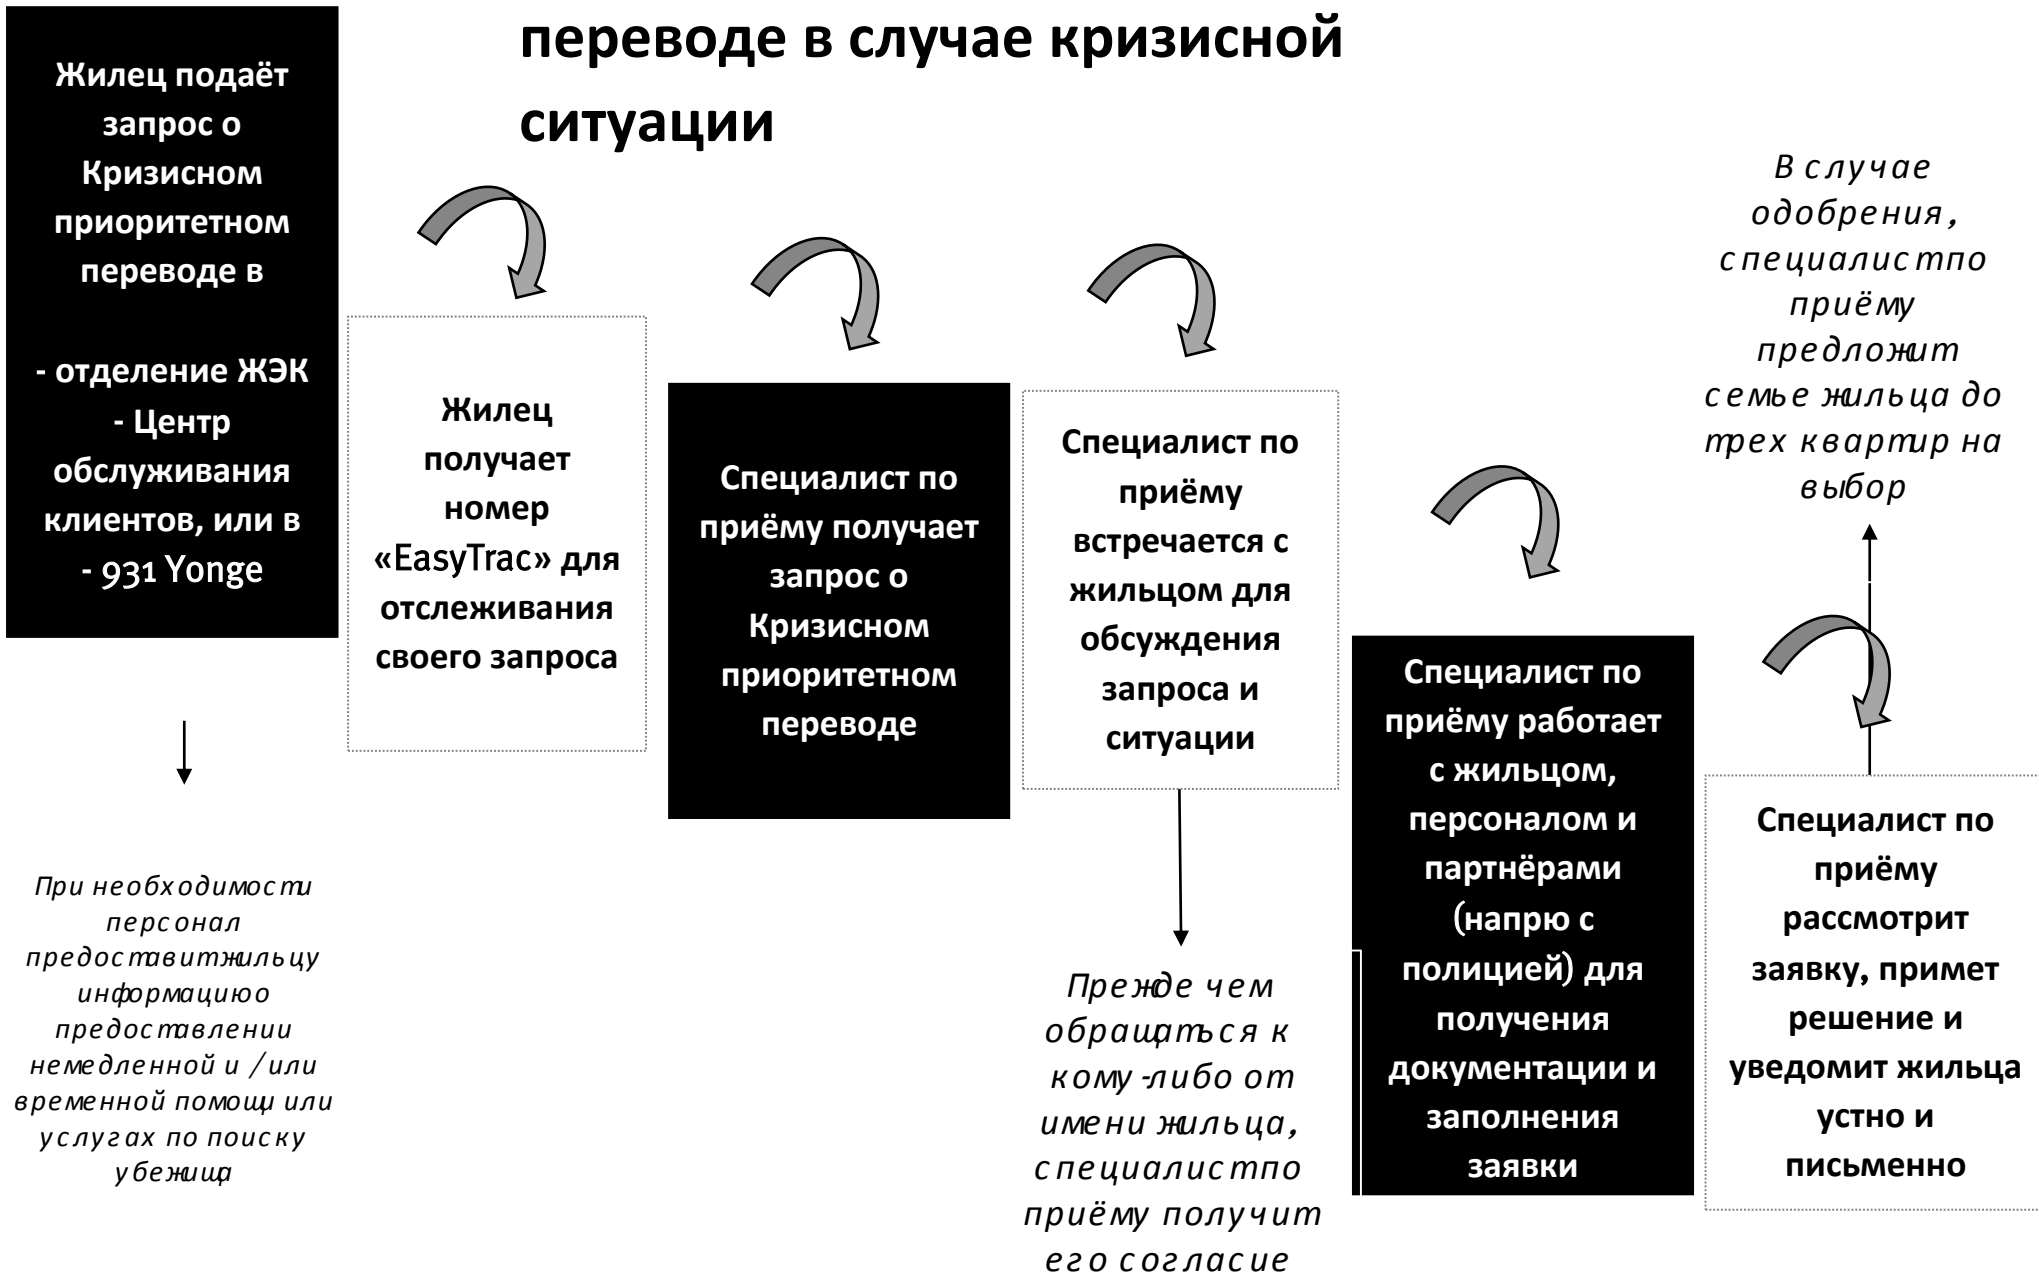 переводе в случае кризисной
ситуации
Жилец подаёт
запрос о
Кризисном
приоритетном
переводе в
- отделение ЖЭК
- Центр
обслуживания
клиентов, или в
- 931 Yonge
При необходимости
персонал
предоставит жильцу
информацию о
предоставлении
немедленной и /или
временной помощи или
услугах по поиску
убежища
Жилец
получает
номер
«EasyTrac» для
отслеживания
своего запроса
Специалист по
приёму получает
запрос о
Кризисном
приоритетном
переводе
Специалист по
приёму
встречается с
жильцом для
обсуждения
запроса и
ситуации
Прежде чем
обращаться к
кому-либо от
имени жильца,
специалист по
приёму получит
его согласие
Специалист по
приёму работает
с жильцом,
персоналом и
партнёрами
(напрю с
полицией) для
получения
документации и
заполнения
заявки
Специалист по
приёму
рассмотрит
заявку, примет
решение и
уведомит жильца
устно и
письменно
В случае
одобрения,
специалист по
приёму
предложит
семье жильца до
трех квартир на
выбор